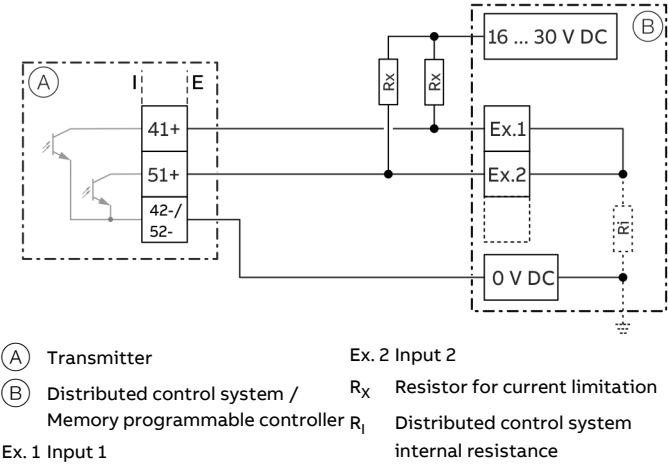 B
16 ... 30 V DC
A
I
E
Rx
Rx
41+
Ex.1
51+
Ex.2
42-/
52-
Ri
0 V DC
A Transmitter
B Distributed control system /
Memory programmable controller
Ex. 1 Input 1
Ex. 2 Input 2
RX Resistor for current limitation
RI Distributed control system
internal resistance